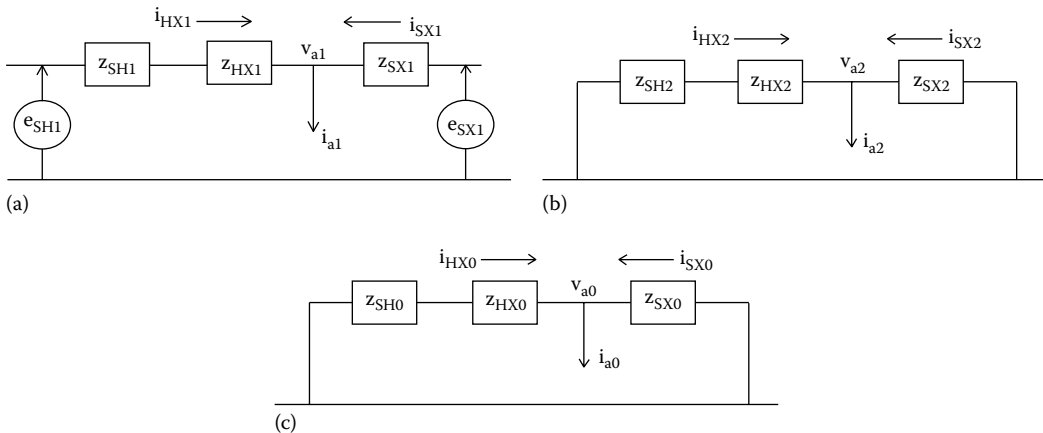 i_HX1 i_SX1
z_SH1 z_HX1 v_a1 z_SX1
e_SH1 i_a1 e_SX1
(a)
i_HX2 i_SX2
z_SH2 z_HX2 v_a2 z_SX2
i_a2
(b)
i_HX0 i_SX0
z_SH0 z_HX0 v_a0 z_SX0
i_a0
(c)